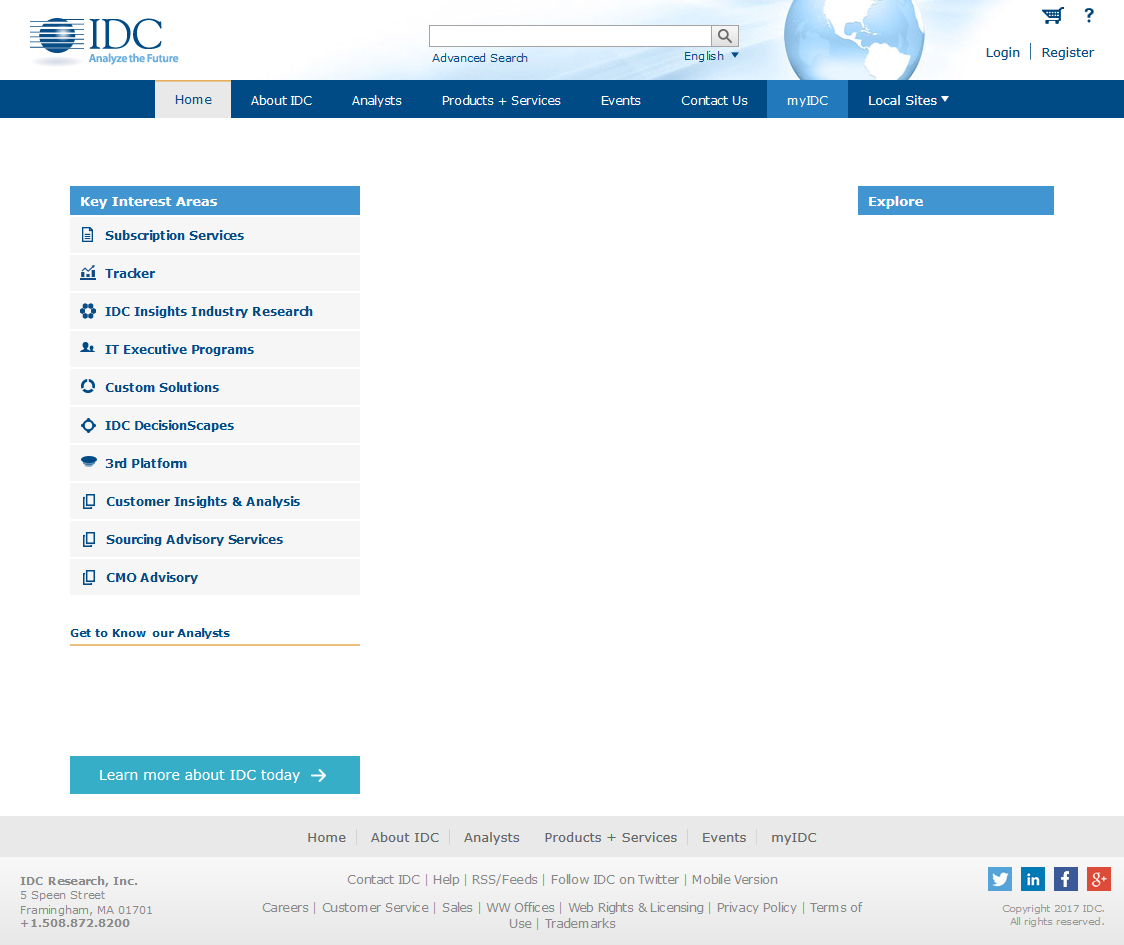 IDC
Analyze the Future
Advanced Search
English
?
Login
Register
Home
About IDC
Analysts
Products + Services
Events
Contact Us
myIDC
Local Sites
Key Interest Areas
Subscription Services
Tracker
IDC Insights Industry Research
IT Executive Programs
Custom Solutions
IDC DecisionScapes
3rd Platform
Customer Insights & Analysis
Sourcing Advisory Services
CMO Advisory
Explore
Get to Know our Analysts
Learn more about IDC today
Home
About IDC
Analysts
Products + Services
Events
myIDC
IDC Research, Inc.
5 Speen Street
Framingham, MA 01701
+1.508.872.8200
Contact IDC | Help | RSS/Feeds | Follow IDC on Twitter | Mobile Version
Careers | Customer Service | Sales | WW Offices | Web Rights & Licensing | Privacy Policy | Terms of
Use | Trademarks
in
f
g+
Copyright 2017 IDC.
All rights reserved.